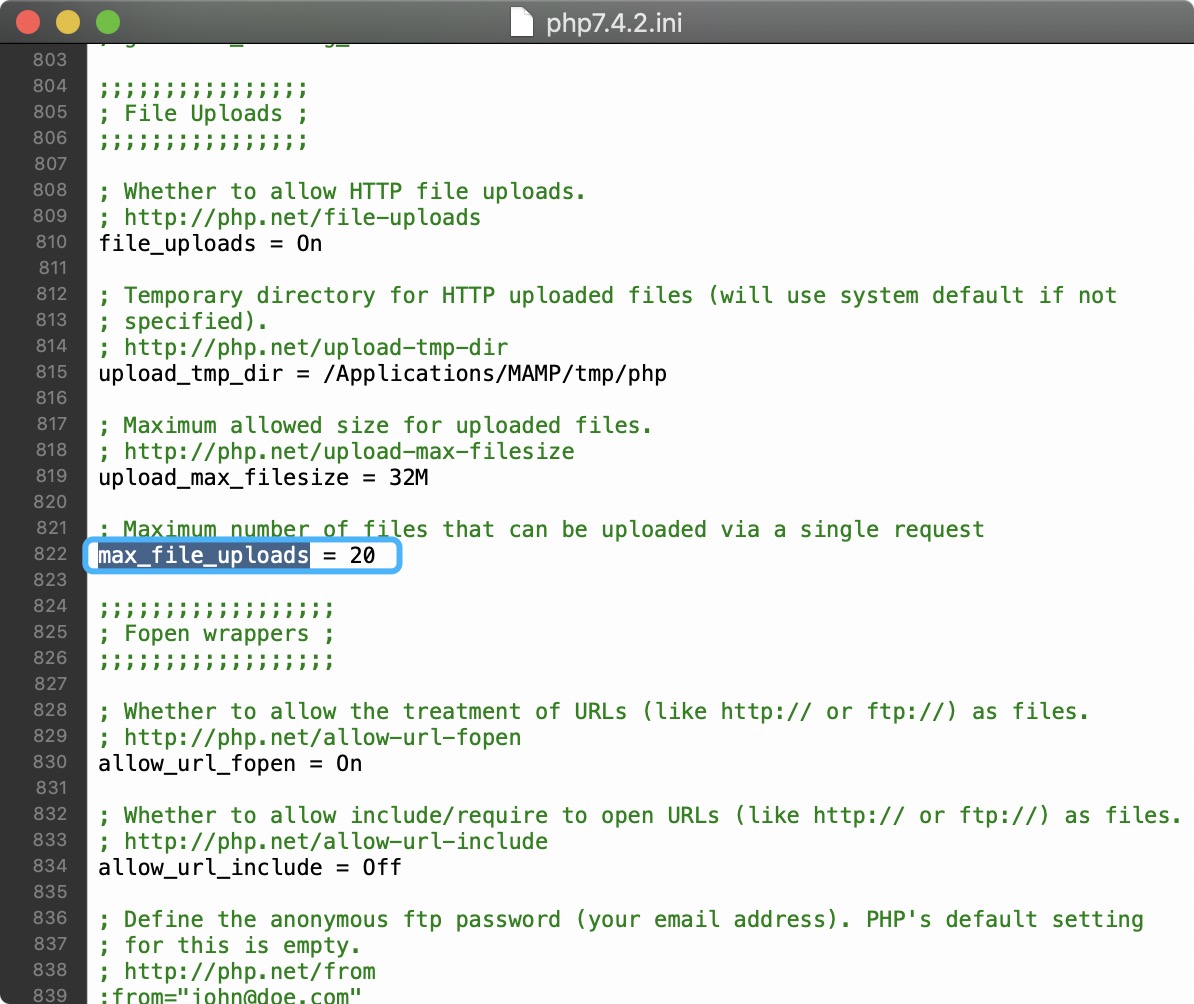 php7.4.2.ini
803
804 ;;;;;;;;;;;;;;;;
805 ; File Uploads ;
806 ;;;;;;;;;;;;;;;;
807
808 ; Whether to allow HTTP file uploads.
809 ; http://php.net/file-uploads
810 file_uploads = On
811
812 ; Temporary directory for HTTP uploaded files (will use system default if not
813 ; specified).
814 ; http://php.net/upload-tmp-dir
815 upload_tmp_dir = /Applications/MAMP/tmp/php
816
817 ; Maximum allowed size for uploaded files.
818 ; http://php.net/upload-max-filesize
819 upload_max_filesize = 32M
820
821 ; Maximum number of files that can be uploaded via a single request
822 max_file_uploads = 20
823
824 ;;;;;;;;;;;;;;;;;;
825 ; Fopen wrappers ;
826 ;;;;;;;;;;;;;;;;;;
827
828 ; Whether to allow the treatment of URLs (like http:// or ftp://) as files.
829 ; http://php.net/allow-url-fopen
830 allow_url_fopen = On
831
832 ; Whether to allow include/require to open URLs (like http:// or ftp://) as files.
833 ; http://php.net/allow-url-include
834 allow_url_include = Off
835
836 ; Define the anonymous ftp password (your email address). PHP's default setting
837 ; for this is empty.
838 ; http://php.net/from
839 ;from="john@doe.com"